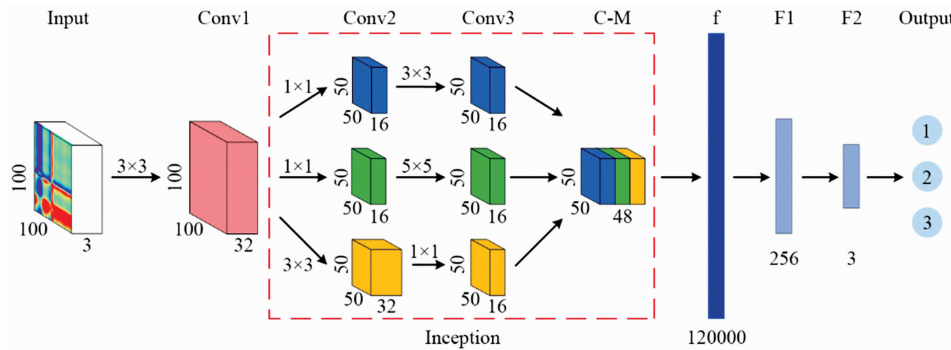 Input Conv1 Conv2 Conv3 C-M f F1 F2 Output
1×1 50 50 16 3×3 50 50 16
100 100 3 3×3 100 100 32
1×1 50 50 16 5×5 50 50 16
50 48
3×3 50 50 32 1×1 50 50 16
256 3
1
2
3
Inception 120000